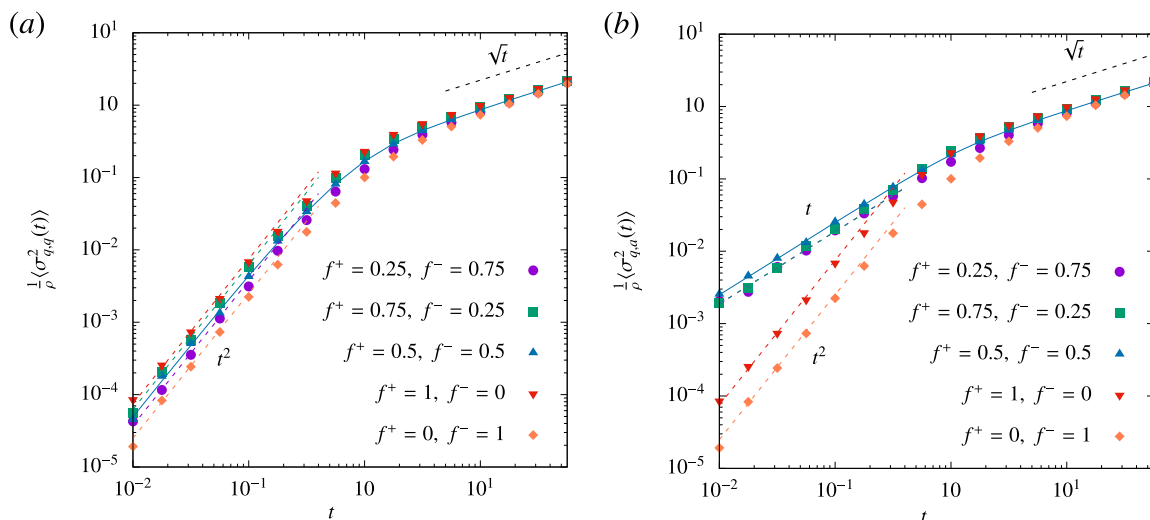 (a)
10^1
10^0
10^-1
10^-2
10^-3
10^-4
10^-5
1/ρ ⟨σ²_{q,q}(t)⟩
√t
t²
f⁺ = 0.25, f⁻ = 0.75
f⁺ = 0.75, f⁻ = 0.25
f⁺ = 0.5, f⁻ = 0.5
f⁺ = 1, f⁻ = 0
f⁺ = 0, f⁻ = 1
10^-2 10^-1 10^0 10^1
t
(b)
10^1
10^0
10^-1
10^-2
10^-3
10^-4
10^-5
1/ρ ⟨σ²_{q,a}(t)⟩
√t
t
t²
f⁺ = 0.25, f⁻ = 0.75
f⁺ = 0.75, f⁻ = 0.25
f⁺ = 0.5, f⁻ = 0.5
f⁺ = 1, f⁻ = 0
f⁺ = 0, f⁻ = 1
10^-2 10^-1 10^0 10^1
t